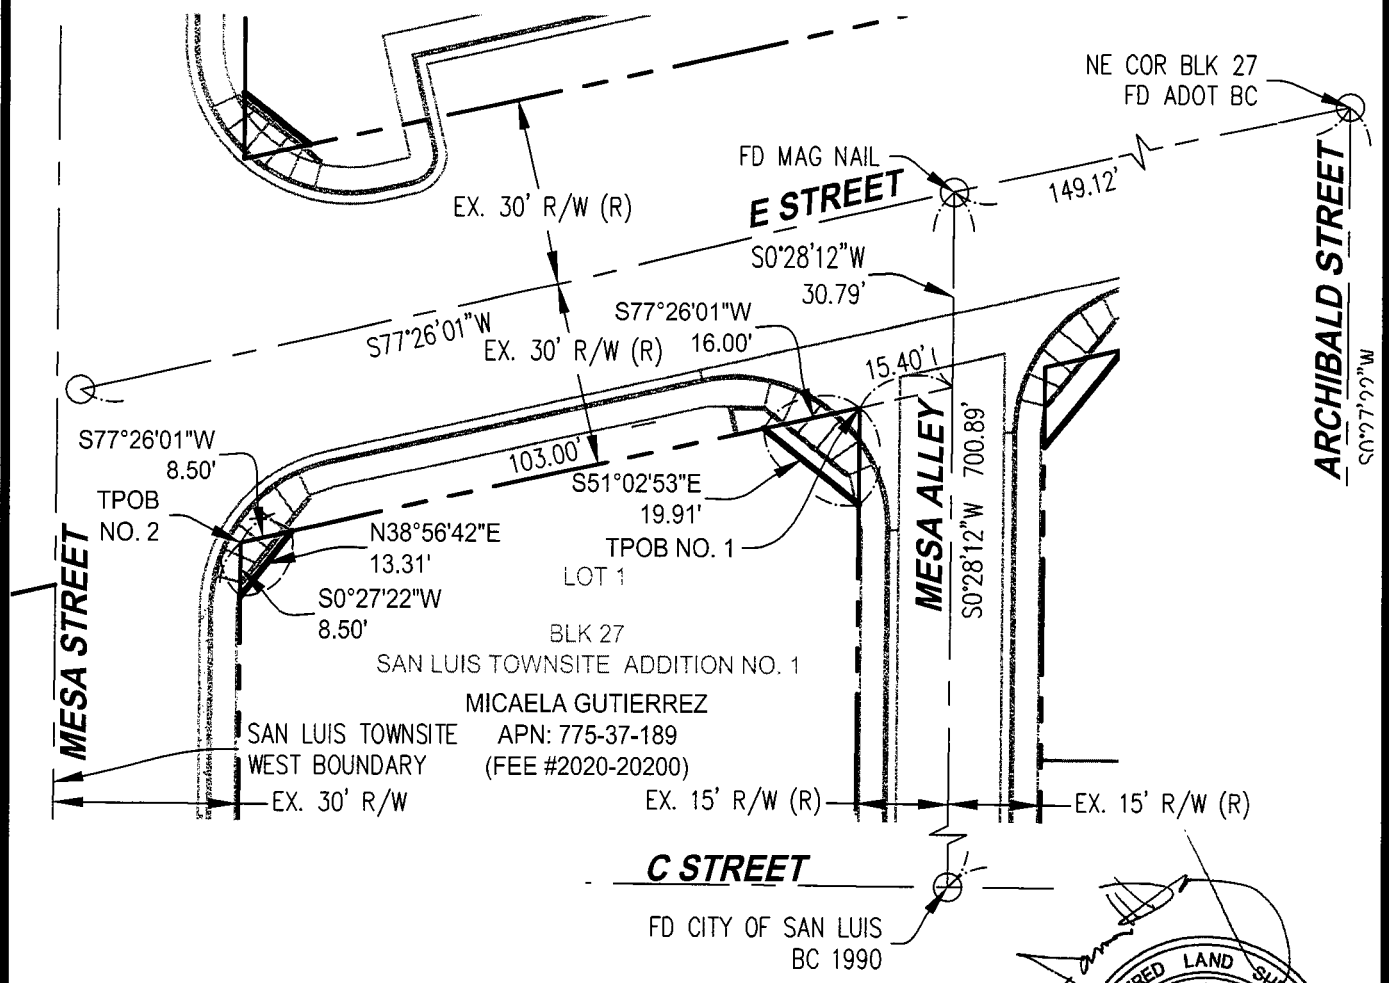 NE COR BLK 27
FD ADOT BC
FD MAG NAIL
E STREET
149.12'
EX. 30' R/W (R)
S0°28'12"W
30.79'
S77°26'01"W
EX. 30' R/W (R)
S77°26'01"W
16.00'
15.40'
ARCHIBALD STREET
S77°26'01"W
8.50'
103.00'
TPOB
NO. 2
S51°02'53"E
19.91'
N38°56'42"E
13.31'
TPOB NO. 1
MESA ALLEY
S0°28'12"W 700.89'
LOT 1
S0°27'22"W
8.50'
MESA STREET
BLK 27
SAN LUIS TOWNSITE ADDITION NO. 1
MICAELA GUTIERREZ
APN: 775-37-189
(FEE #2020-20200)
SAN LUIS TOWNSITE
WEST BOUNDARY
EX. 30' R/W
EX. 15' R/W (R)
EX. 15' R/W (R)
C STREET
FD CITY OF SAN LUIS
BC 1990
LAND